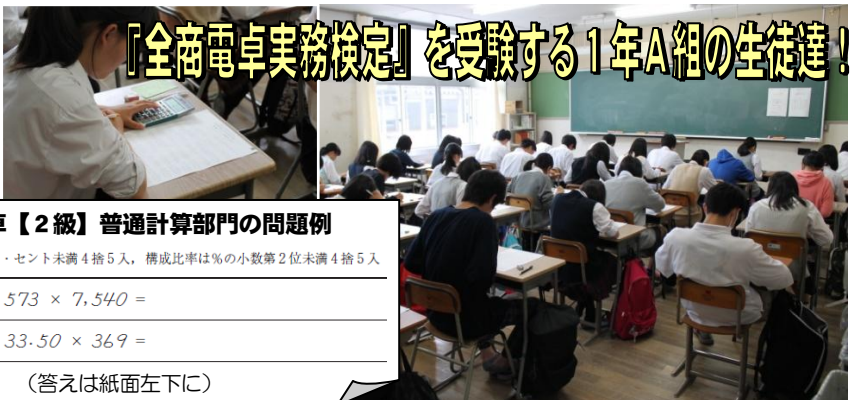 『全商電卓実務検定』を受験する１年Ａ組の生徒達！
【２級】普通計算部門の問題例
・セント未満４捨５入，構成比率は％の小数第２位未満４捨５入
573 × 7,540 =
33.50 × 369 =
（答えは紙面左下に）